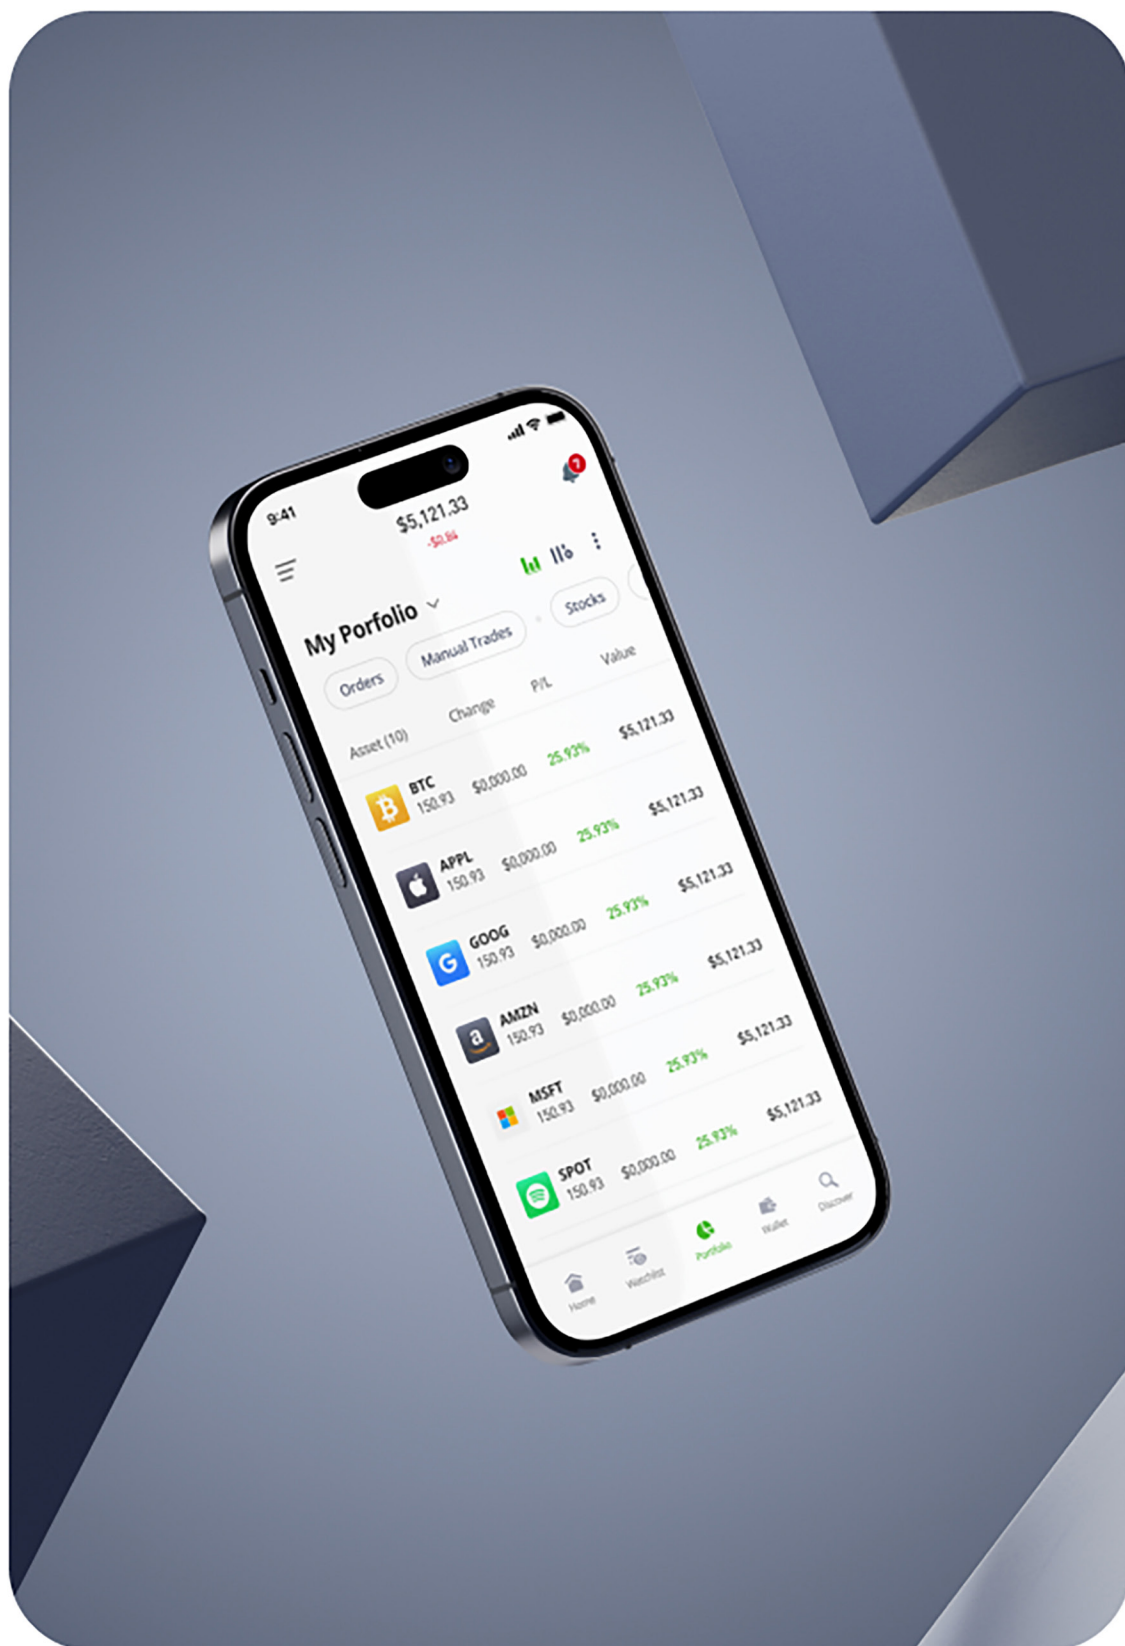 9:41
$5,121.33
7
-$0.84
My Porfolio
Orders
Manual Trades
Stocks
Asset (10)
Change
P/L
Value
BTC
150.93
$0,000.00
25.93%
$5,121.33
APPL
150.93
$0,000.00
25.93%
$5,121.33
GOOG
150.93
$0,000.00
25.93%
$5,121.33
AMZN
150.93
$0,000.00
25.93%
$5,121.33
MSFT
150.93
$0,000.00
25.93%
$5,121.33
SPOT
150.93
$0,000.00
25.93%
$5,121.33
Home
Watchlist
Portfolio
Wallet
Discover